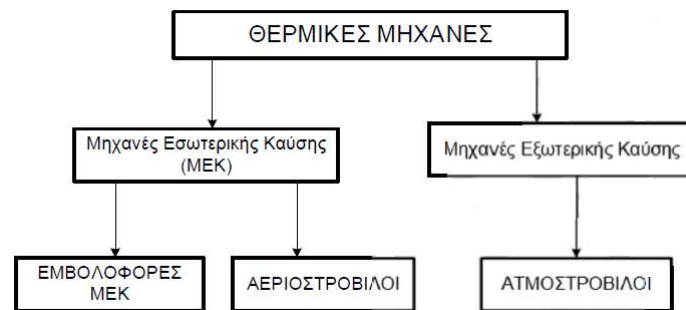 ΘΕΡΜΙΚΕΣ ΜΗΧΑΝΕΣ
Μηχανές Εσωτερικής Καύσης
(ΜΕΚ)
Μηχανές Εξωτερικής Καύσης
ΕΜΒΟΛΟΦΟΡΕΣ
ΜΕΚ
ΑΕΡΙΟΣΤΡΟΒΙΛΟΙ
ΑΤΜΟΣΤΡΟΒΙΛΟΙ